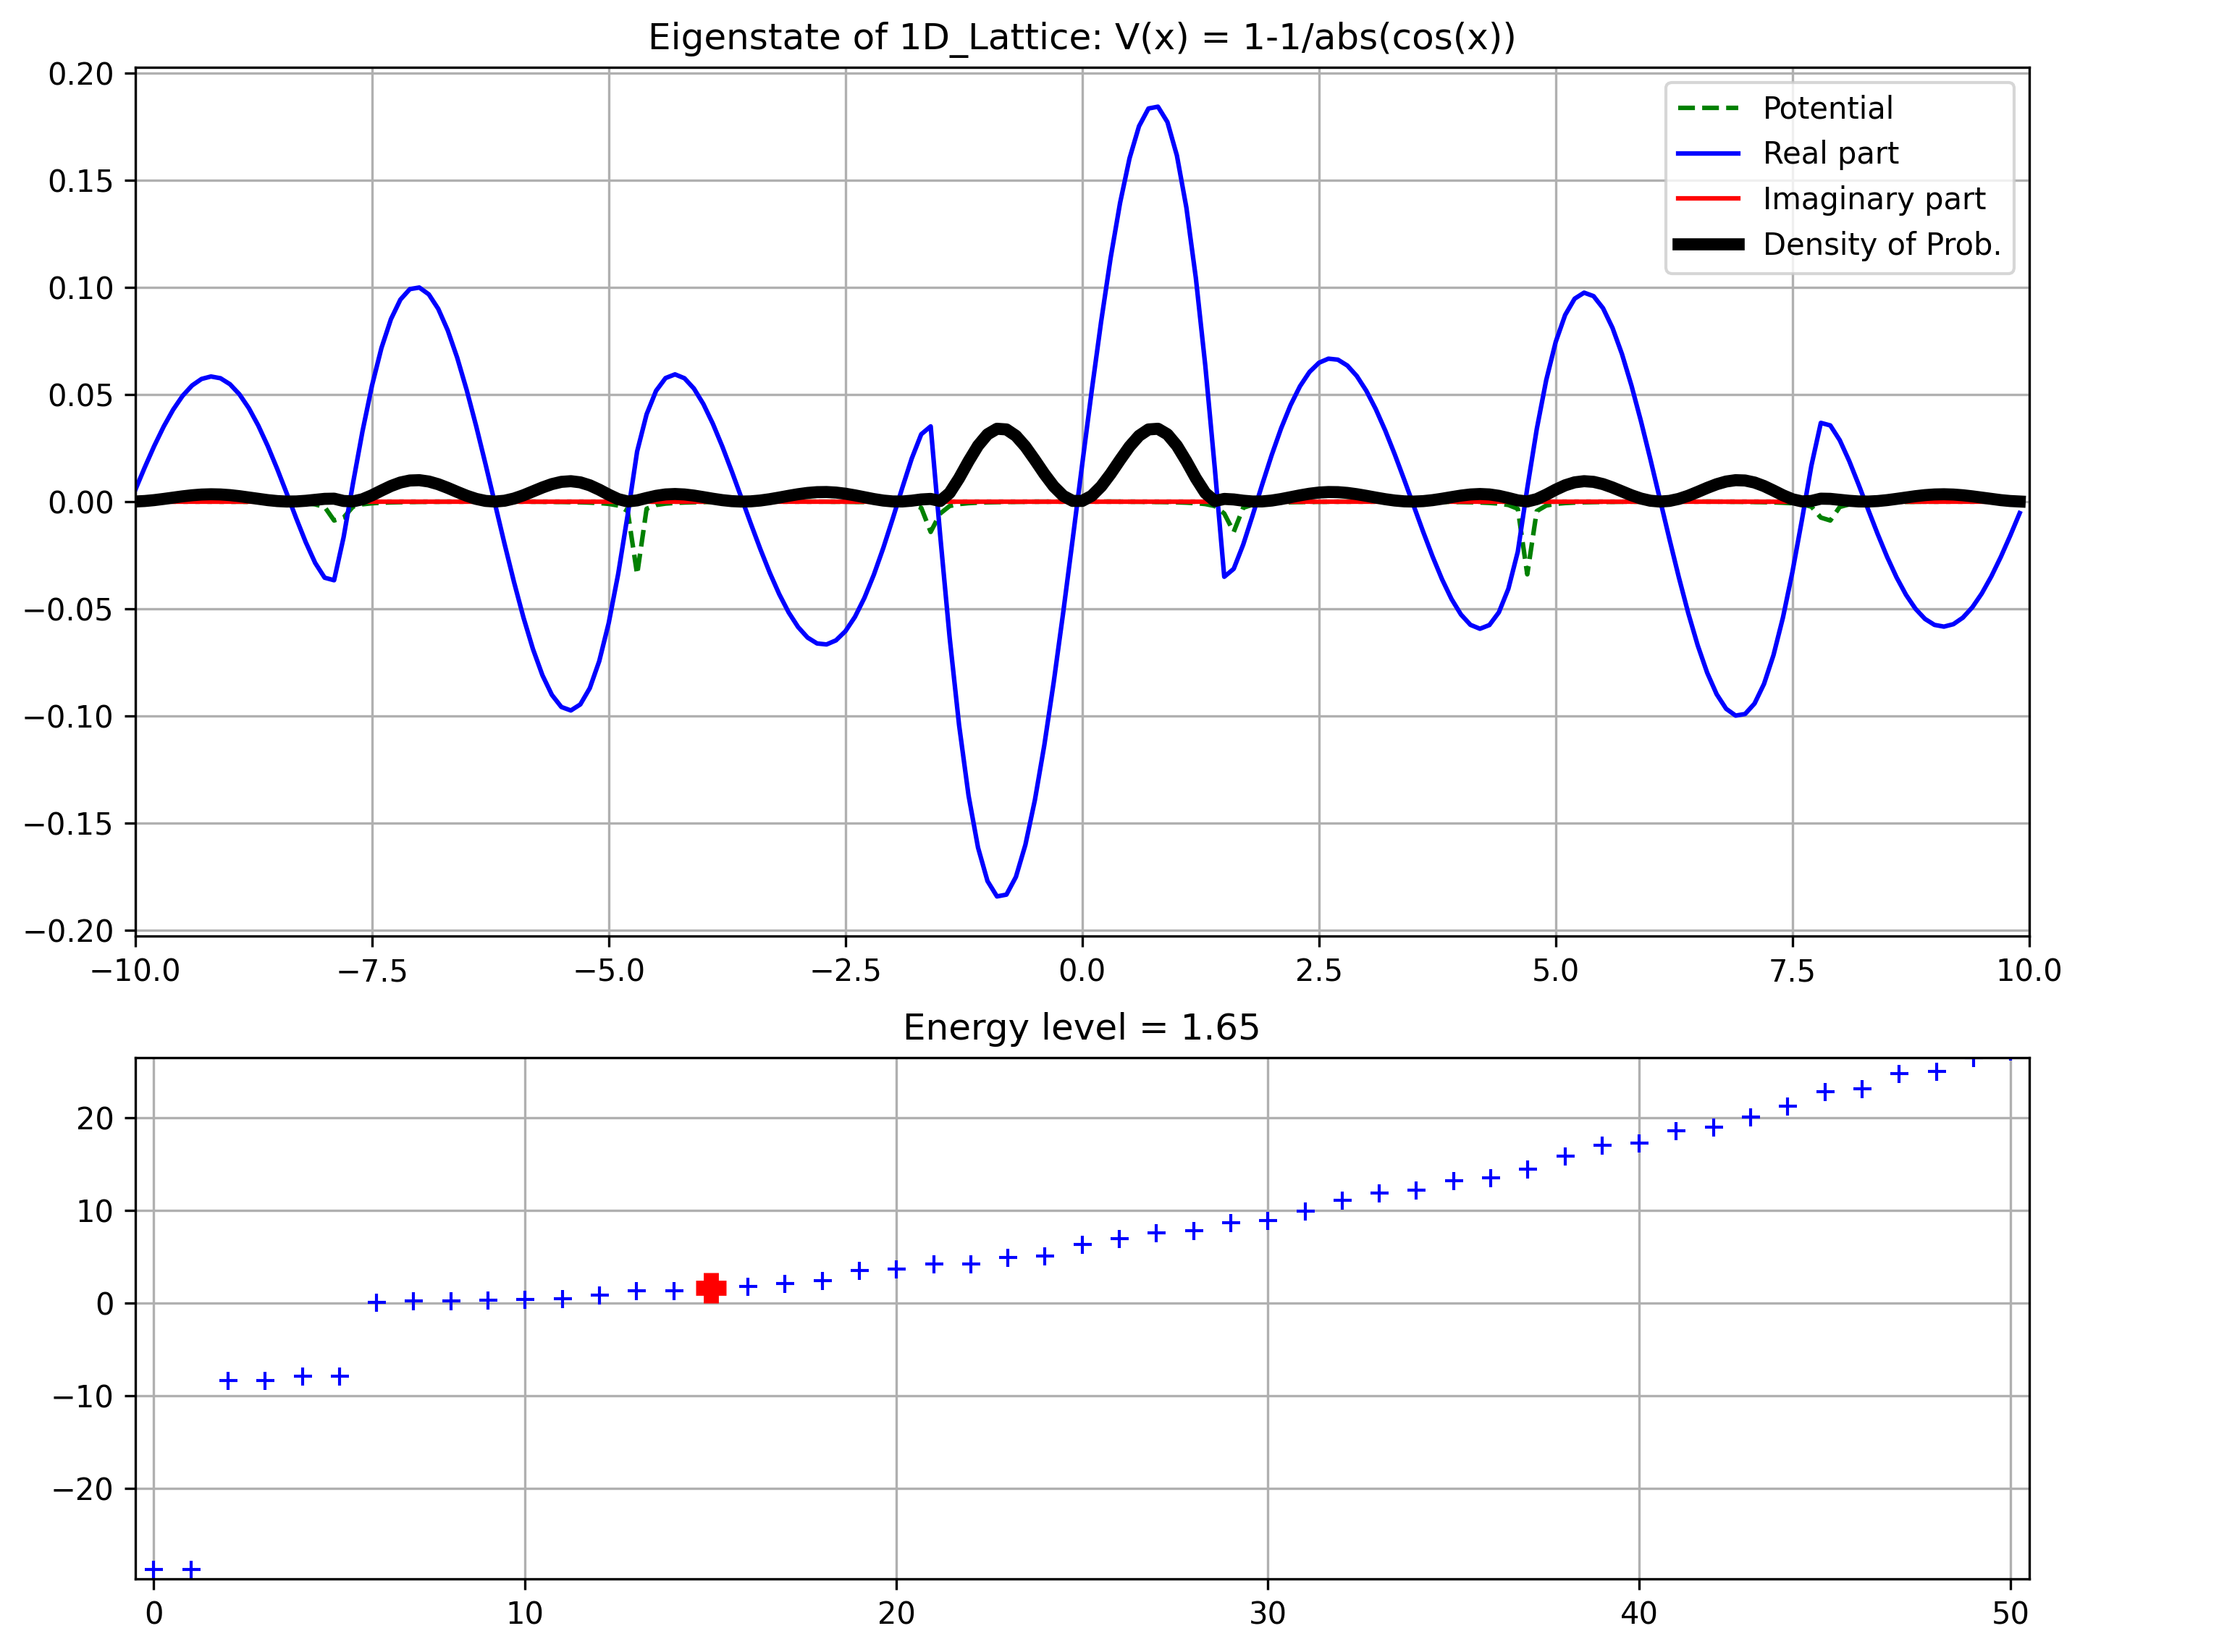 Eigenstate of 1D_Lattice: V(x) = 1-1/abs(cos(x))
Potential
Real part
Imaginary part
Density of Prob.
0.20
0.15
0.10
0.05
0.00
−0.05
−0.10
−0.15
−0.20
−10.0 −7.5 −5.0 −2.5 0.0 2.5 5.0 7.5 10.0
Energy level = 1.65
20
10
0
−10
−20
0 10 20 30 40 50